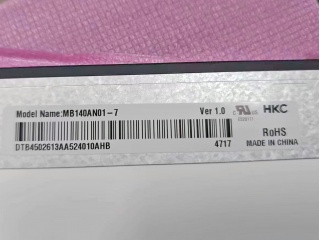 Model Name:MB140AN01-7 Ver 1.0 HKC
RoHS
DTB4502613AA524010AHB 4717 MADE IN CHINA